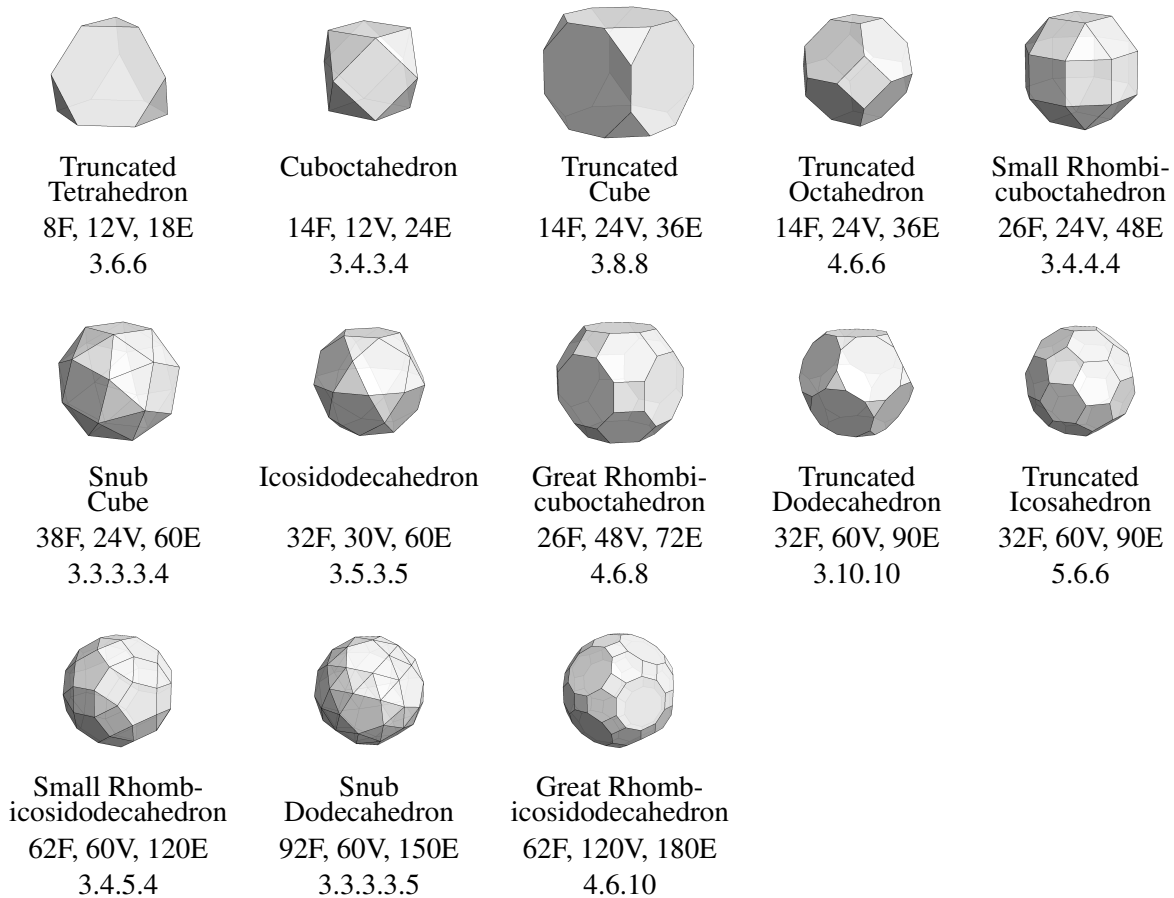 Truncated
Tetrahedron
8F, 12V, 18E
3.6.6
Cuboctahedron
14F, 12V, 24E
3.4.3.4
Truncated
Cube
14F, 24V, 36E
3.8.8
Truncated
Octahedron
14F, 24V, 36E
4.6.6
Small Rhombi-
cuboctahedron
26F, 24V, 48E
3.4.4.4
Snub
Cube
38F, 24V, 60E
3.3.3.3.4
Icosidodecahedron
32F, 30V, 60E
3.5.3.5
Great Rhombi-
cuboctahedron
26F, 48V, 72E
4.6.8
Truncated
Dodecahedron
32F, 60V, 90E
3.10.10
Truncated
Icosahedron
32F, 60V, 90E
5.6.6
Small Rhomb-
icosidodecahedron
62F, 60V, 120E
3.4.5.4
Snub
Dodecahedron
92F, 60V, 150E
3.3.3.3.5
Great Rhomb-
icosidodecahedron
62F, 120V, 180E
4.6.10